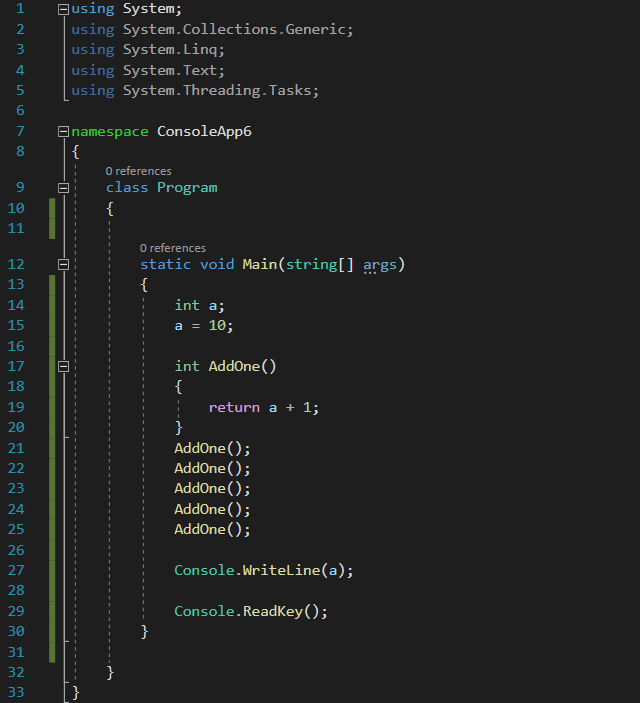 1 using System;
2 using System.Collections.Generic;
3 using System.Linq;
4 using System.Text;
5 using System.Threading.Tasks;
6
7 namespace ConsoleApp6
8 {
0 references
9 class Program
10 {
11
0 references
12 static void Main(string[] args)
13 {
14 int a;
15 a = 10;
16
17 int AddOne()
18 {
19 return a + 1;
20 }
21 AddOne();
22 AddOne();
23 AddOne();
24 AddOne();
25 AddOne();
26
27 Console.WriteLine(a);
28
29 Console.ReadKey();
30 }
31
32 }
33 }